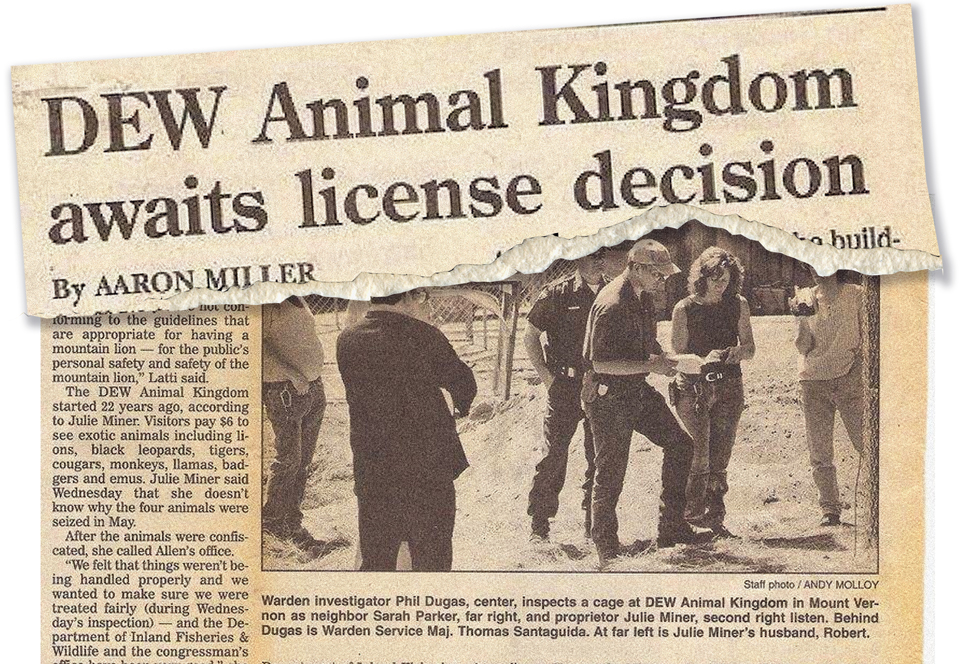 DEW Animal Kingdom
awaits license decision
By AARON MILLER
build-
not con-
forming to the guidelines that
are appropriate for having a
mountain lion — for the public's
personal safety and safety of the
mountain lion,” Latti said.
The DEW Animal Kingdom
started 22 years ago, according
to Julie Miner. Visitors pay $6 to
see exotic animals including li-
ons, black leopards, tigers,
cougars, monkeys, llamas, bad-
gers and emus. Julie Miner said
Wednesday that she doesn't
know why the four animals were
seized in May.
After the animals were confis-
cated, she called Allen's office.
“We felt that things weren't be-
ing handled properly and we
wanted to make sure we were
treated fairly (during Wednes-
day's inspection) — and the De-
partment of Inland Fisheries &
Wildlife and the congressman's
Staff photo / ANDY MOLLOY
Warden investigator Phil Dugas, center, inspects a cage at DEW Animal Kingdom in Mount Ver-
non as neighbor Sarah Parker, far right, and proprietor Julie Miner, second right listen. Behind
Dugas is Warden Service Maj. Thomas Santaguida. At far left is Julie Miner's husband, Robert.